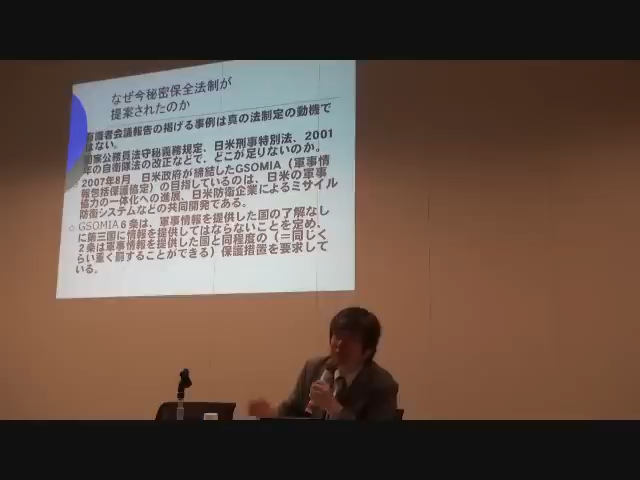 なぜ今秘密保全法制が
提案されたのか
有識者会議報告の掲げる事例は真の法制定の動機で
はない。
国家公務員法守秘義務規定、日米刑事特別法、2001
年の自衛隊法の改正などで、どこが足りないのか。
2007年8月 日米政府が締結したGSOMIA（軍事情
報包括保護協定）の目指しているのは、日米の軍事
協力の一体化への進展、日米防衛企業によるミサイル
防衛システムなどの共同開発である。
GSOMIA６条は、軍事情報を提供した国の了解なし
に第三国に情報を提供してはならないことを定め、
２条は軍事情報を提供した国と同程度の（＝同じく
らい重く罰することができる）保護措置を要求して
いる。